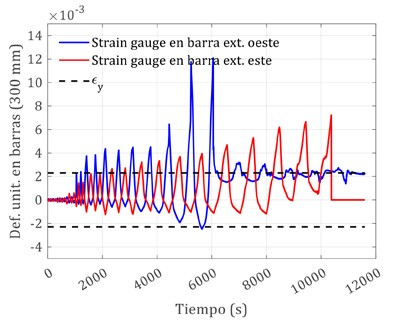 ×10⁻³
14
12
10
8
6
4
2
0
-2
-4
Def. unit. en barras (300 mm)
Strain gauge en barra ext. oeste
Strain gauge en barra ext. este
ϵy
0 2000 4000 6000 8000 10000 12000
Tiempo (s)